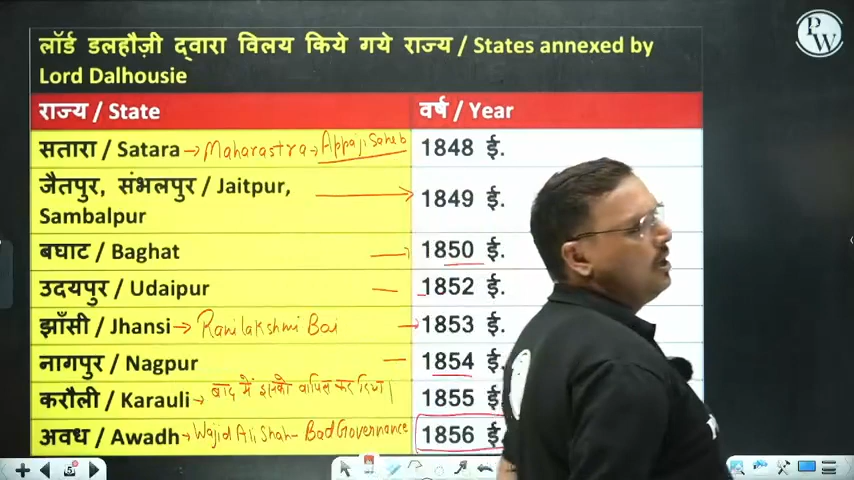 लॉर्ड डलहौज़ी द्वारा विलय किये गये राज्य / States annexed by
Lord Dalhousie
PW
राज्य / State वर्ष / Year
सतारा / Satara → Maharastra → Appaji Saheb 1848 ई.
जैतपुर, संभलपुर / Jaitpur,
Sambalpur 1849 ई.
बघाट / Baghat 1850 ई.
उदयपुर / Udaipur 1852 ई.
झाँसी / Jhansi → Ranilakshmi Bai 1853 ई.
नागपुर / Nagpur 1854 ई.
करौली / Karauli → बाद में इसको वापिस कर दिया। 1855 ई.
अवध / Awadh → Wajid Ali Shah - Bad Governance 1856 ई.